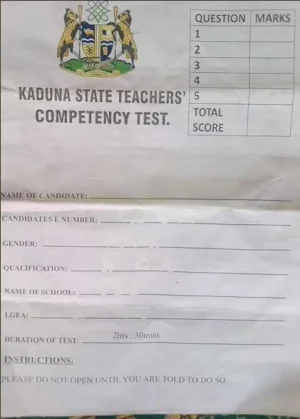 QUESTION MARKS
1
2
3
4
5
TOTAL
SCORE
KADUNA STATE TEACHERS'
COMPETENCY TEST.
NAME OF CANDIDATE:
CANDIDATES E NUMBER:
GENDER:
QUALIFICATION:
NAME OF SCHOOL:
LGEA:
DURATION OF TEST: 2hrs : 30mins
INSTRUCTIONS:
PLEASE DO NOT OPEN UNTIL YOU ARE TOLD TO DO SO